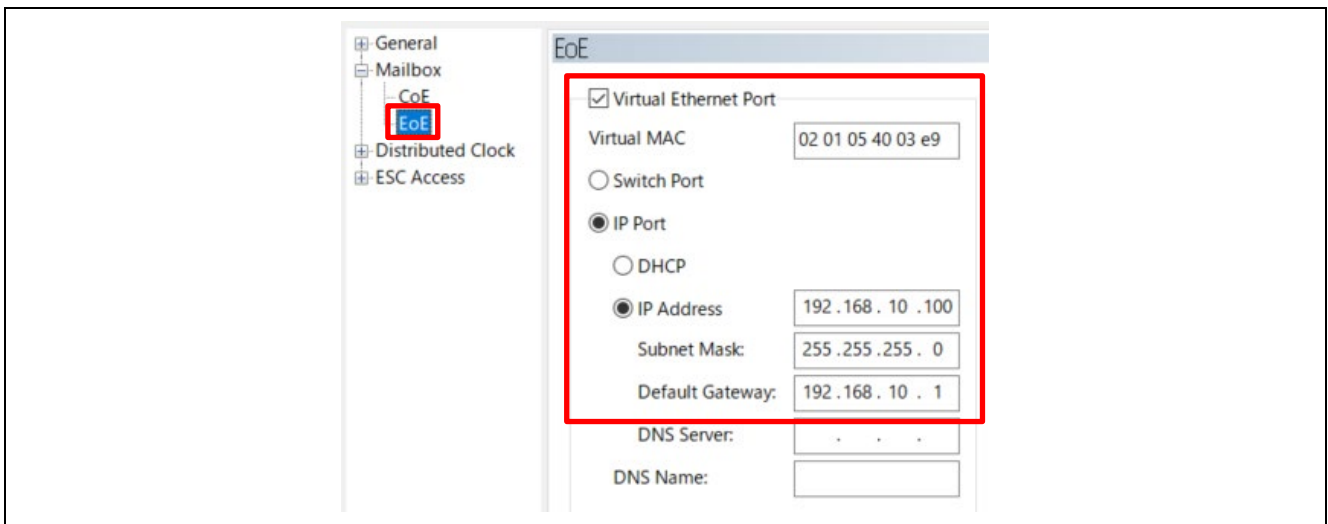 General
Mailbox
CoE
EoE
Distributed Clock
ESC Access
EoE
Virtual Ethernet Port
Virtual MAC 02 01 05 40 03 e9
Switch Port
IP Port
DHCP
IP Address 192 . 168 . 10 . 100
Subnet Mask: 255 . 255 . 255 . 0
Default Gateway: 192 . 168 . 10 . 1
DNS Server: . . .
DNS Name: